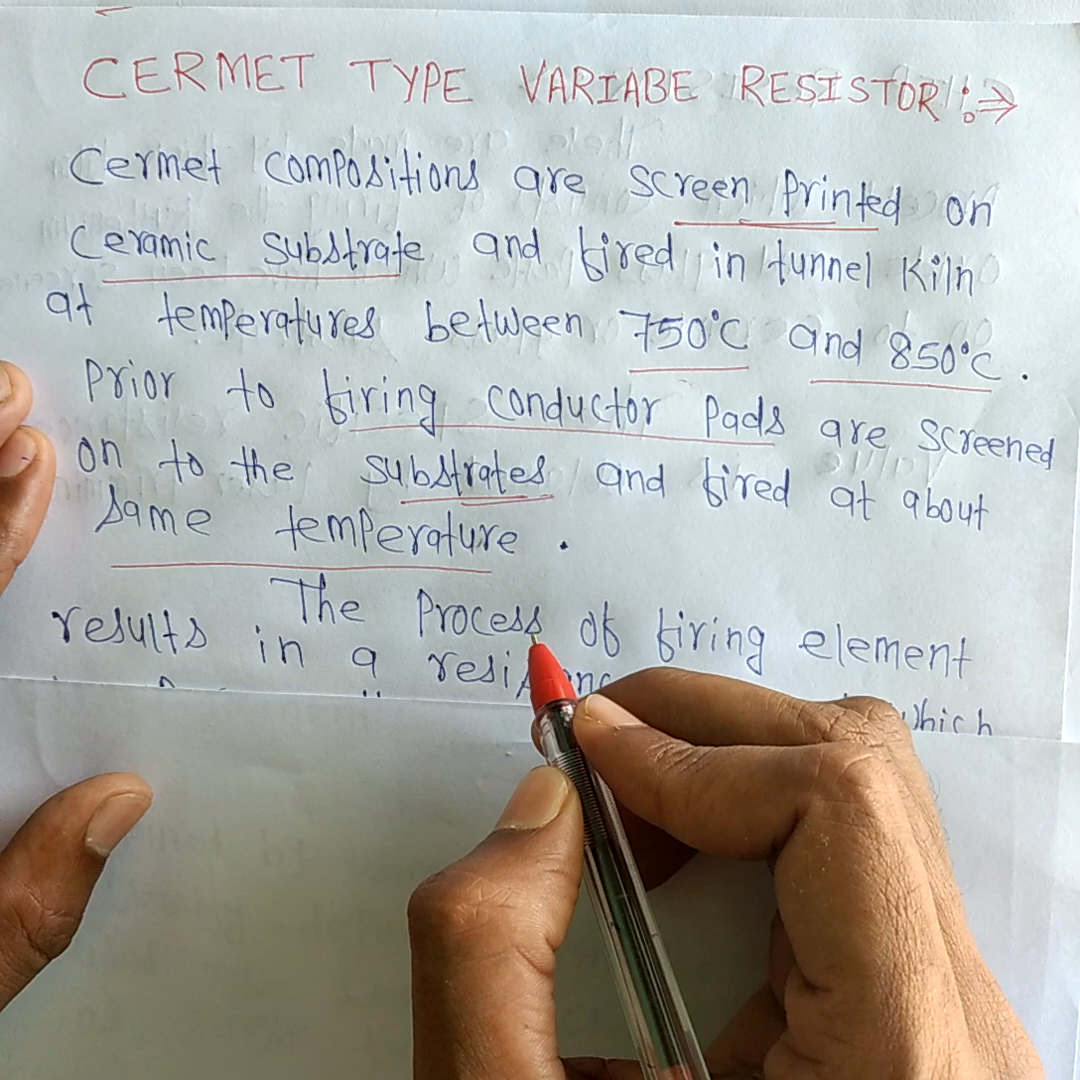 CERMET TYPE VARIABE RESISTOR :⇒
Cermet compositions are screen printed on
ceramic substrate and fired in tunnel kiln
at temperatures between 750°C and 850°C.
Prior to firing conductor pads are screened
on to the substrates and fired at about
same temperature.
The process of firing element
results in a
which